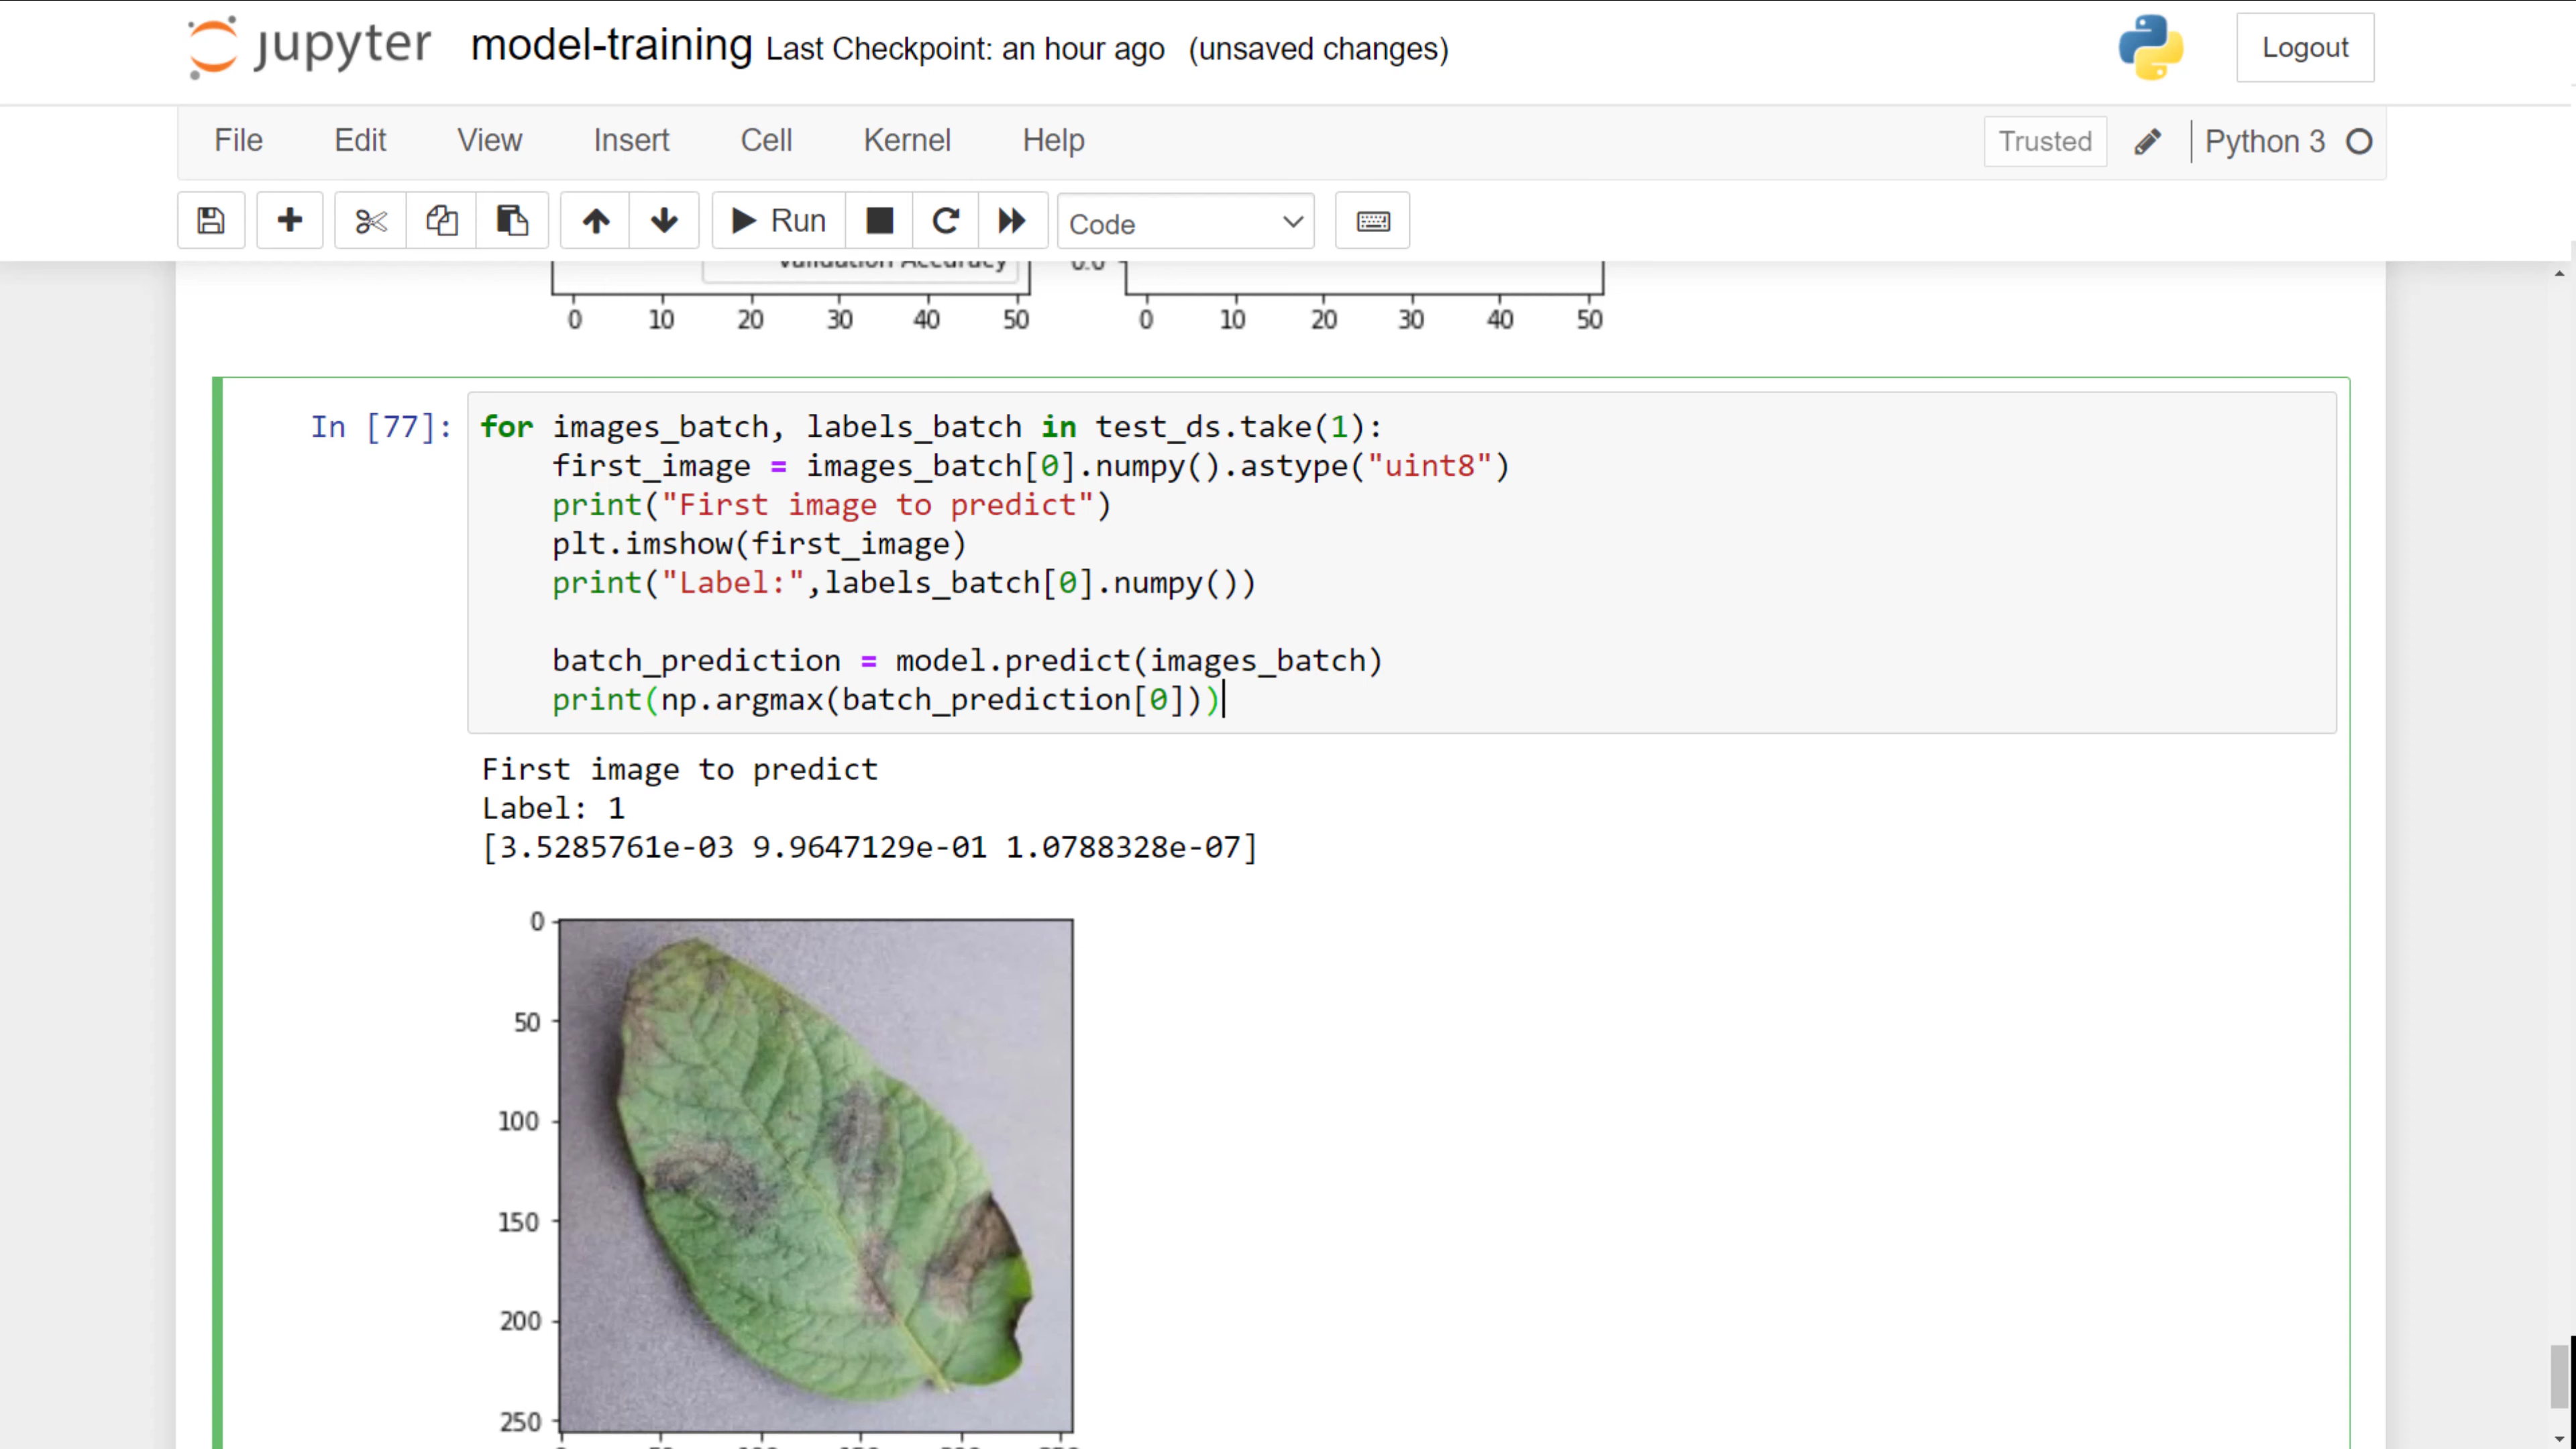 jupyter model-training Last Checkpoint: an hour ago (unsaved changes) Logout
File Edit View Insert Cell Kernel Help Trusted Python 3
Run Code
Validation Accuracy 0.0
0 10 20 30 40 50 0 10 20 30 40 50
In [77]: for images_batch, labels_batch in test_ds.take(1):
first_image = images_batch[0].numpy().astype("uint8")
print("First image to predict")
plt.imshow(first_image)
print("Label:",labels_batch[0].numpy())
batch_prediction = model.predict(images_batch)
print(np.argmax(batch_prediction[0]))
First image to predict
Label: 1
[3.5285761e-03 9.9647129e-01 1.0788328e-07]
0
50
100
150
200
250